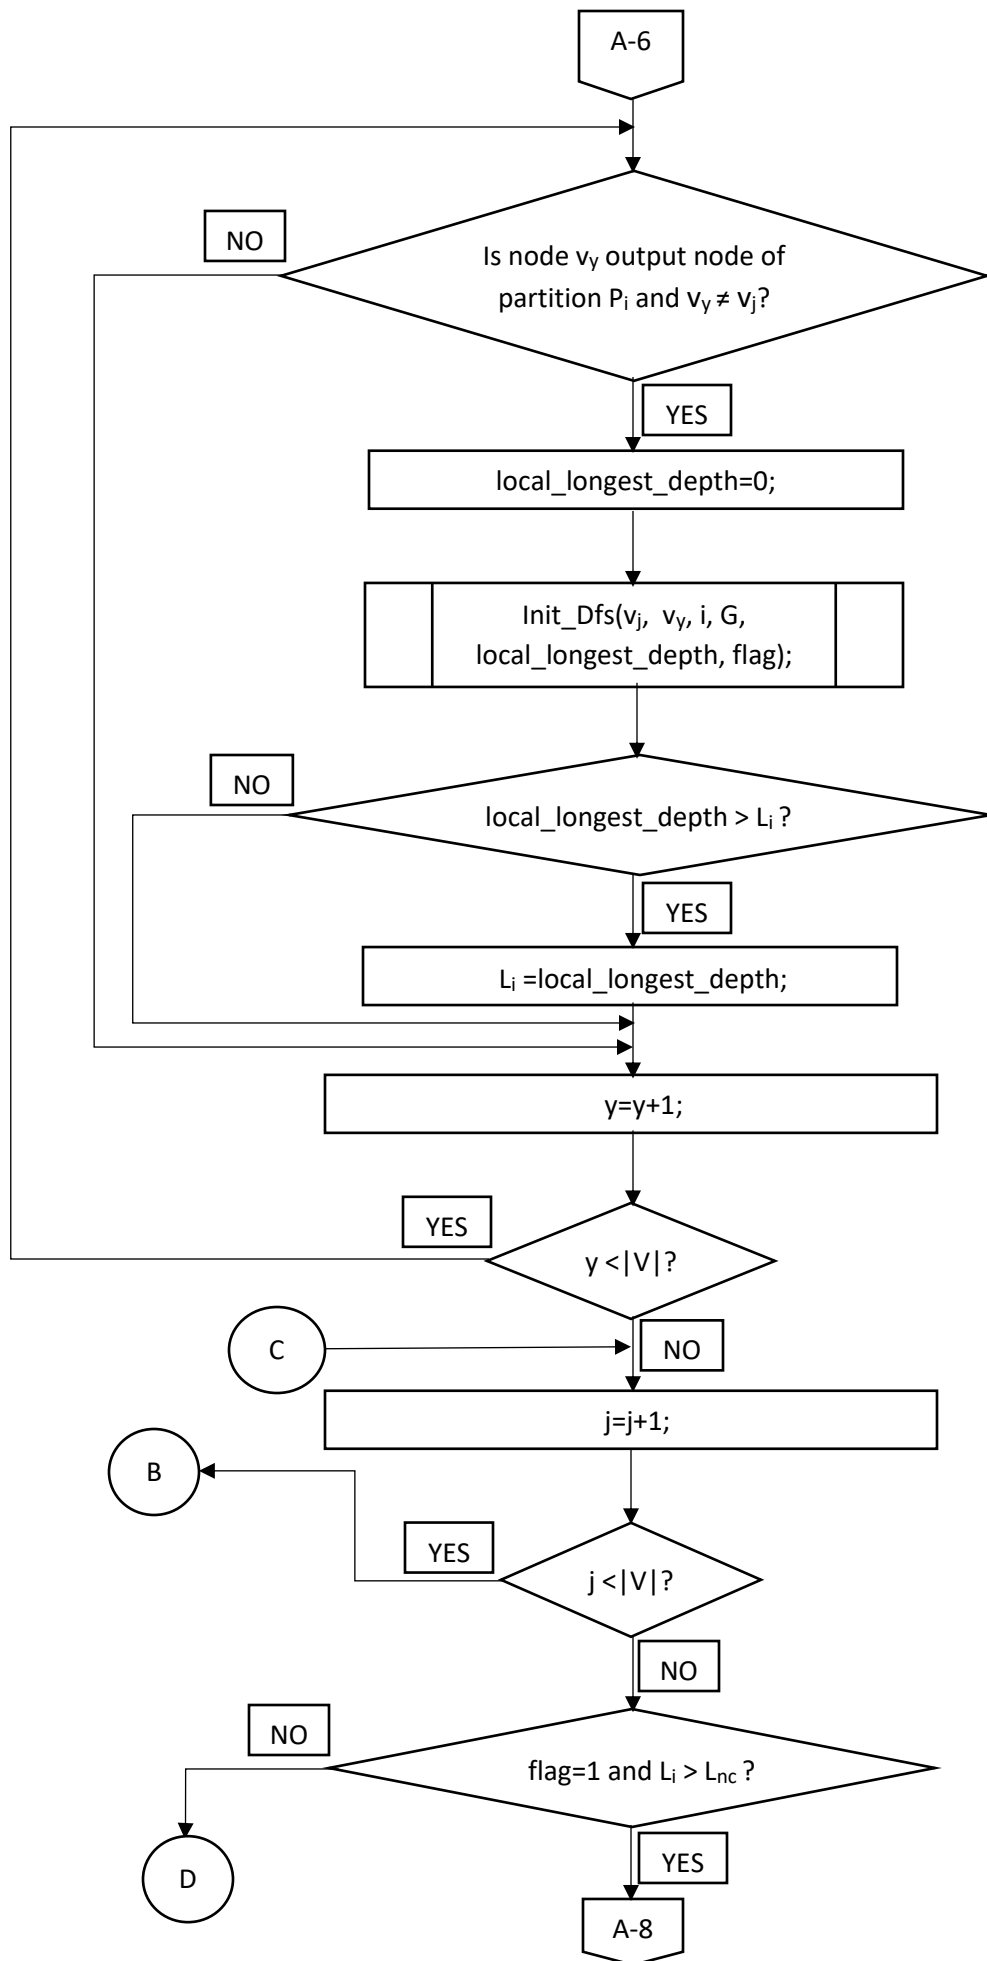 A-6
NO
Is node vy output node of
partition Pi and vy ≠ vj?
YES
local_longest_depth=0;
Init_Dfs(vj, vy, i, G,
local_longest_depth, flag);
NO
local_longest_depth > Li ?
YES
Li =local_longest_depth;
y=y+1;
YES
y <|V| ?
C
NO
j=j+1;
B
YES
j <|V| ?
NO
NO
flag=1 and Li > Lnc ?
YES
D
A-8